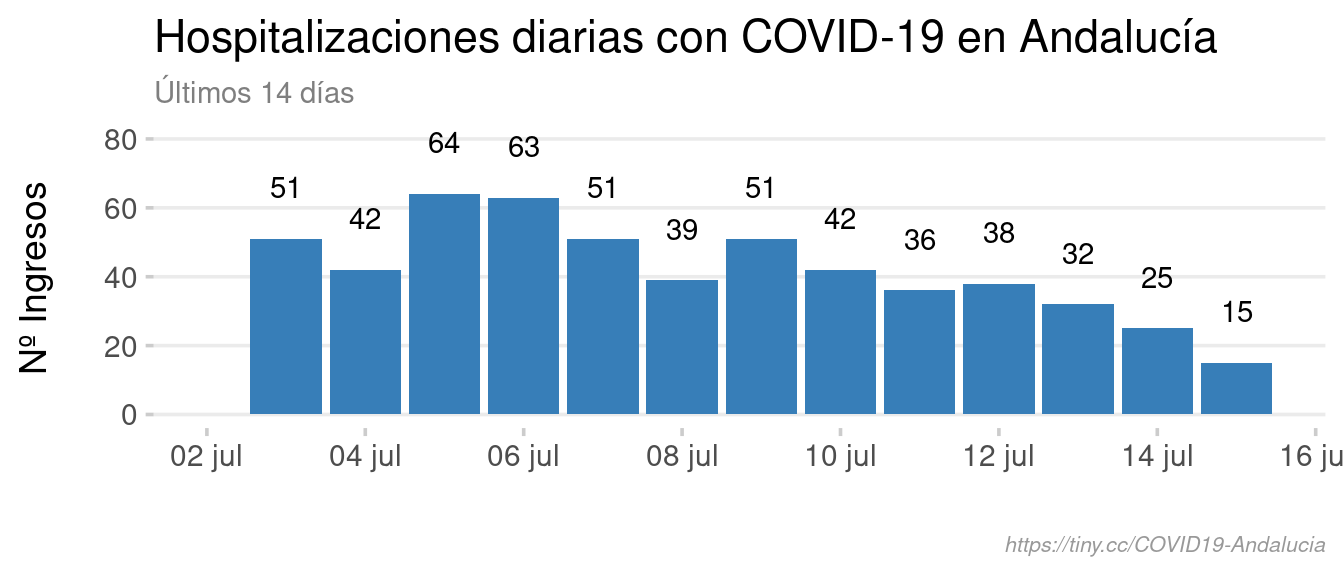 Hospitalizaciones diarias con COVID-19 en Andalucía
Últimos 14 días
Nº Ingresos
80
60
40
20
0
51
42
64
63
51
39
51
42
36
38
32
25
15
02 jul
04 jul
06 jul
08 jul
10 jul
12 jul
14 jul
16 ju
https://tiny.cc/COVID19-Andalucia